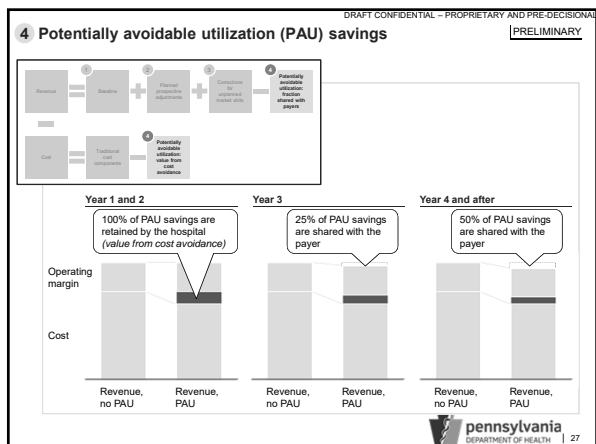 DRAFT CONFIDENTIAL – PROPRIETARY AND PRE-DECISIONAL
4 Potentially avoidable utilization (PAU) savings
PRELIMINARY
1
2
3
4
Revenue
Baseline
Planned
prospective
adjustments
Corrections
for
unplanned
market shifts
Potentially
avoidable
utilization:
fraction
shared with
payers
4
Cost
Traditional
cost
components
Potentially
avoidable
utilization:
value from
cost
avoidance
Year 1 and 2
100% of PAU savings are
retained by the hospital
(value from cost avoidance)
Year 3
25% of PAU savings
are shared with the
payer
Year 4 and after
50% of PAU savings
are shared with the
payer
Operating
margin
Cost
Revenue,
no PAU
Revenue,
PAU
Revenue,
no PAU
Revenue,
PAU
Revenue,
no PAU
Revenue,
PAU
pennsylvania
DEPARTMENT OF HEALTH
27